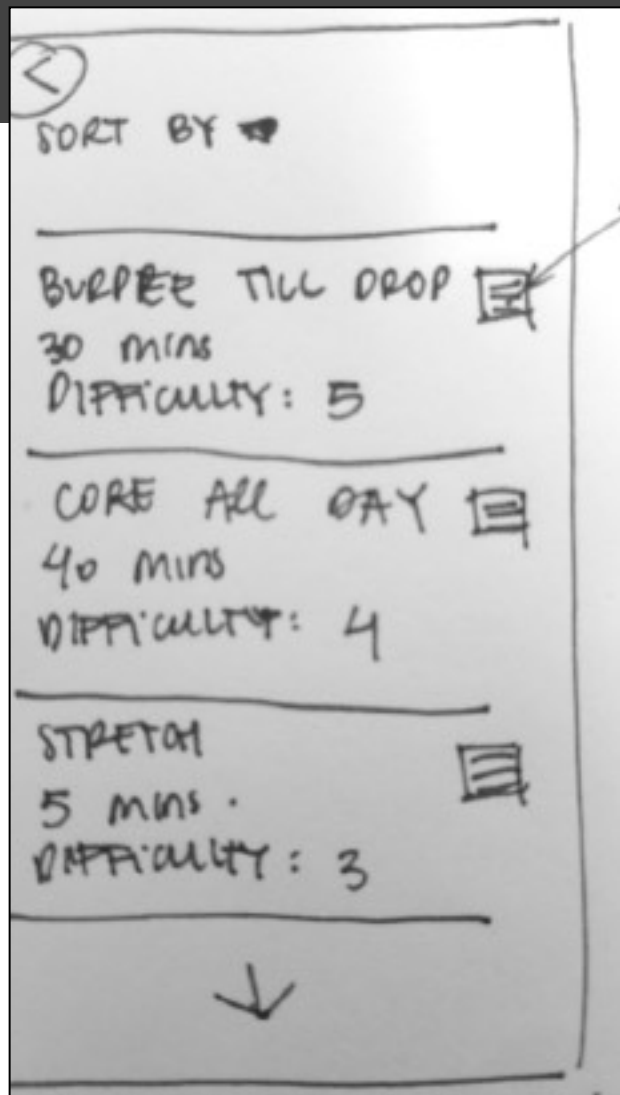 <
SORT BY
BURPEE TILL DROP
30 mins
DIFFICULTY: 5
CORE ALL DAY
40 mins
DIFFICULTY: 4
STRETCH
5 mins.
DIFFICULTY: 3